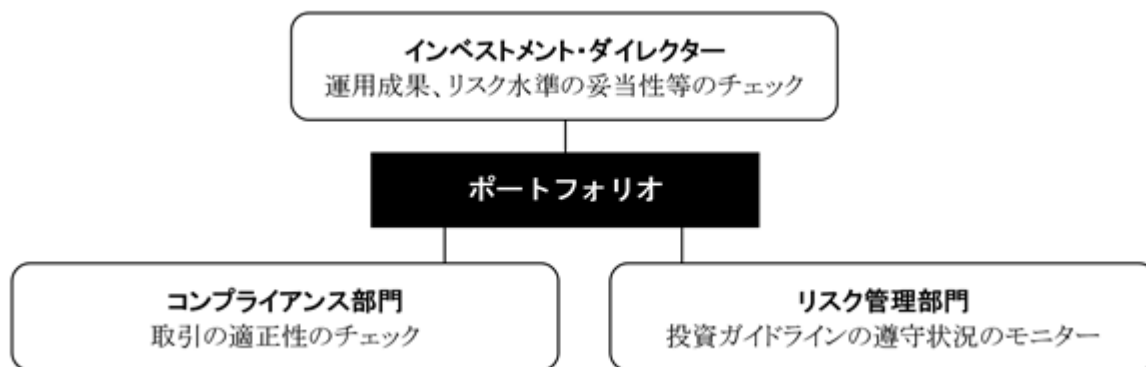 インベストメント・ダイレクター
運用成果、リスク水準の妥当性等のチェック
ポートフォリオ
コンプライアンス部門
取引の適正性のチェック
リスク管理部門
投資ガイドラインの遵守状況のモニター